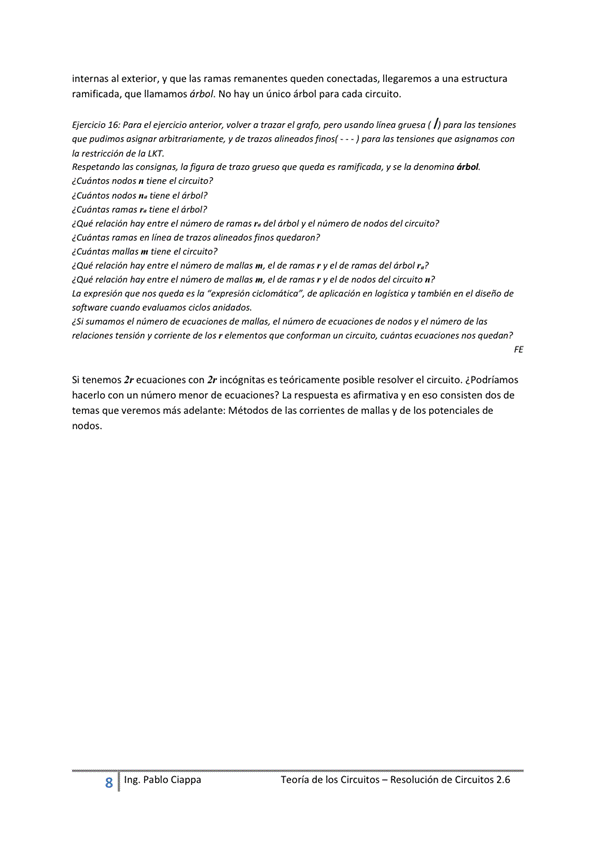 internas al exterior, y que las ramas remanentes queden conectadas, llegaremos a una estructura
ramificada, que llamamos árbol. No hay un único árbol para cada circuito.
Ejercicio 16: Para el ejercicio anterior, volver a trazar el grafo, pero usando línea gruesa ( / ) para las tensiones
que pudimos asignar arbitrariamente, y de trazos alineados finos( - - - ) para las tensiones que asignamos con
la restricción de la LKT.
Respetando las consignas, la figura de trazo grueso que queda es ramificada, y se la denomina árbol.
¿Cuántos nodos n tiene el circuito?
¿Cuántos nodos na tiene el árbol?
¿Cuántas ramas ra tiene el árbol?
¿Qué relación hay entre el número de ramas ra del árbol y el número de nodos del circuito?
¿Cuántas ramas en línea de trazos alineados finos quedaron?
¿Cuántas mallas m tiene el circuito?
¿Qué relación hay entre el número de mallas m, el de ramas r y el de ramas del árbol ra?
¿Qué relación hay entre el número de mallas m, el de ramas r y el de nodos del circuito n?
La expresión que nos queda es la “expresión ciclomática”, de aplicación en logística y también en el diseño de
software cuando evaluamos ciclos anidados.
¿Si sumamos el número de ecuaciones de mallas, el número de ecuaciones de nodos y el número de las
relaciones tensión y corriente de los r elementos que conforman un circuito, cuántas ecuaciones nos quedan?
FE
Si tenemos 2r ecuaciones con 2r incógnitas es teóricamente posible resolver el circuito. ¿Podríamos
hacerlo con un número menor de ecuaciones? La respuesta es afirmativa y en eso consisten dos de
temas que veremos más adelante: Métodos de las corrientes de mallas y de los potenciales de
nodos.
8 Ing. Pablo Ciappa Teoría de los Circuitos – Resolución de Circuitos 2.6